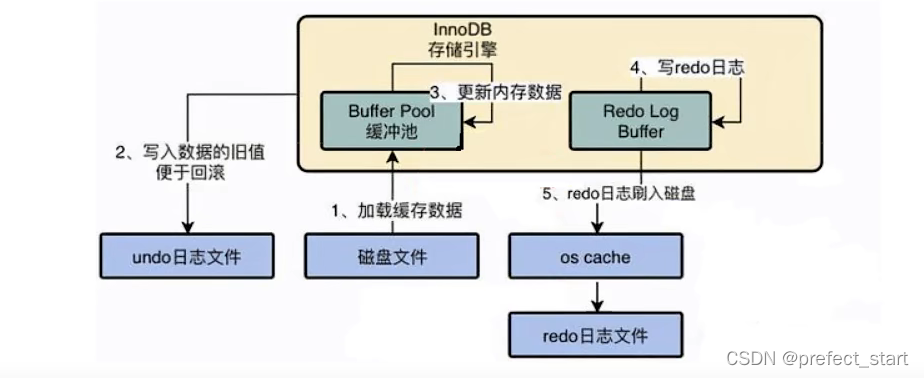 InnoDB
存储引擎
4、写redo日志
3、更新内存数据
Buffer Pool
缓冲池
Redo Log
Buffer
2、写入数据的旧值
便于回滚
5、redo日志刷入磁盘
1、加载缓存数据
undo日志文件
磁盘文件
os cache
redo日志文件
CSDN @prefect_start